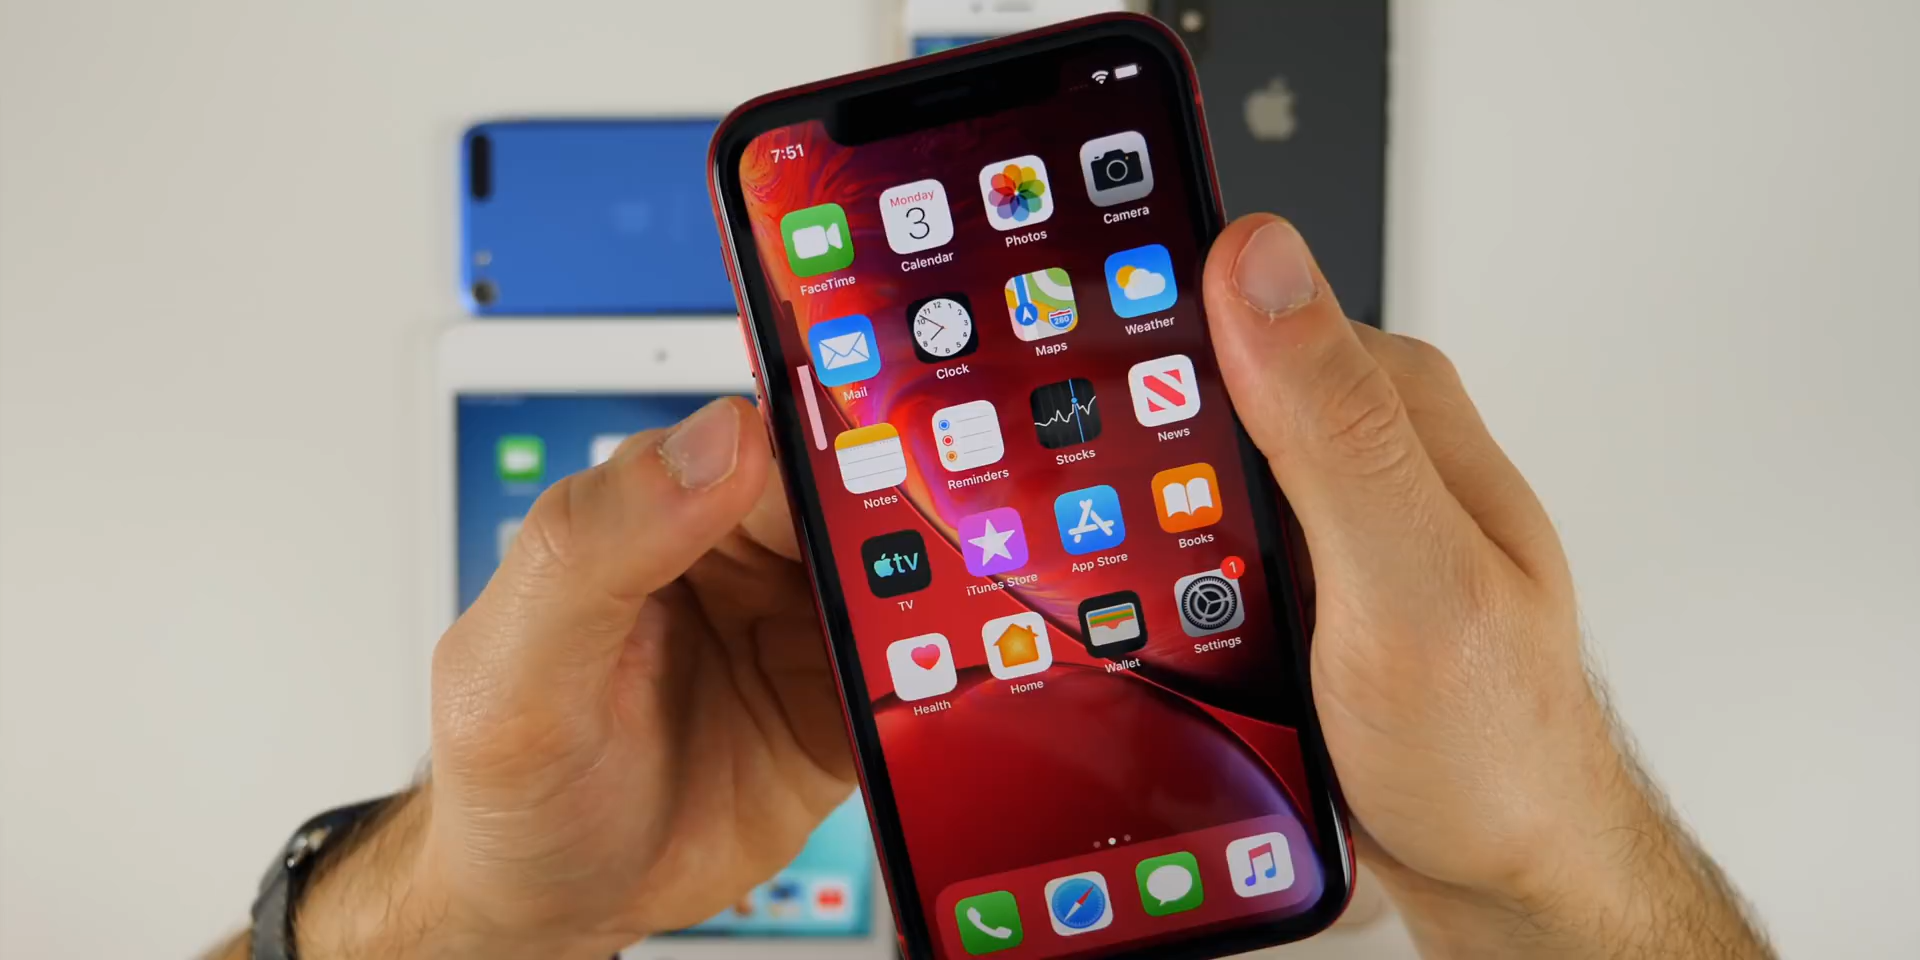 7:51
FaceTime
Monday
3
Calendar
Photos
Camera
Mail
Clock
280
Maps
Weather
Notes
Reminders
Stocks
News
tv
TV
iTunes Store
App Store
Books
1
Settings
Health
Home
Wallet